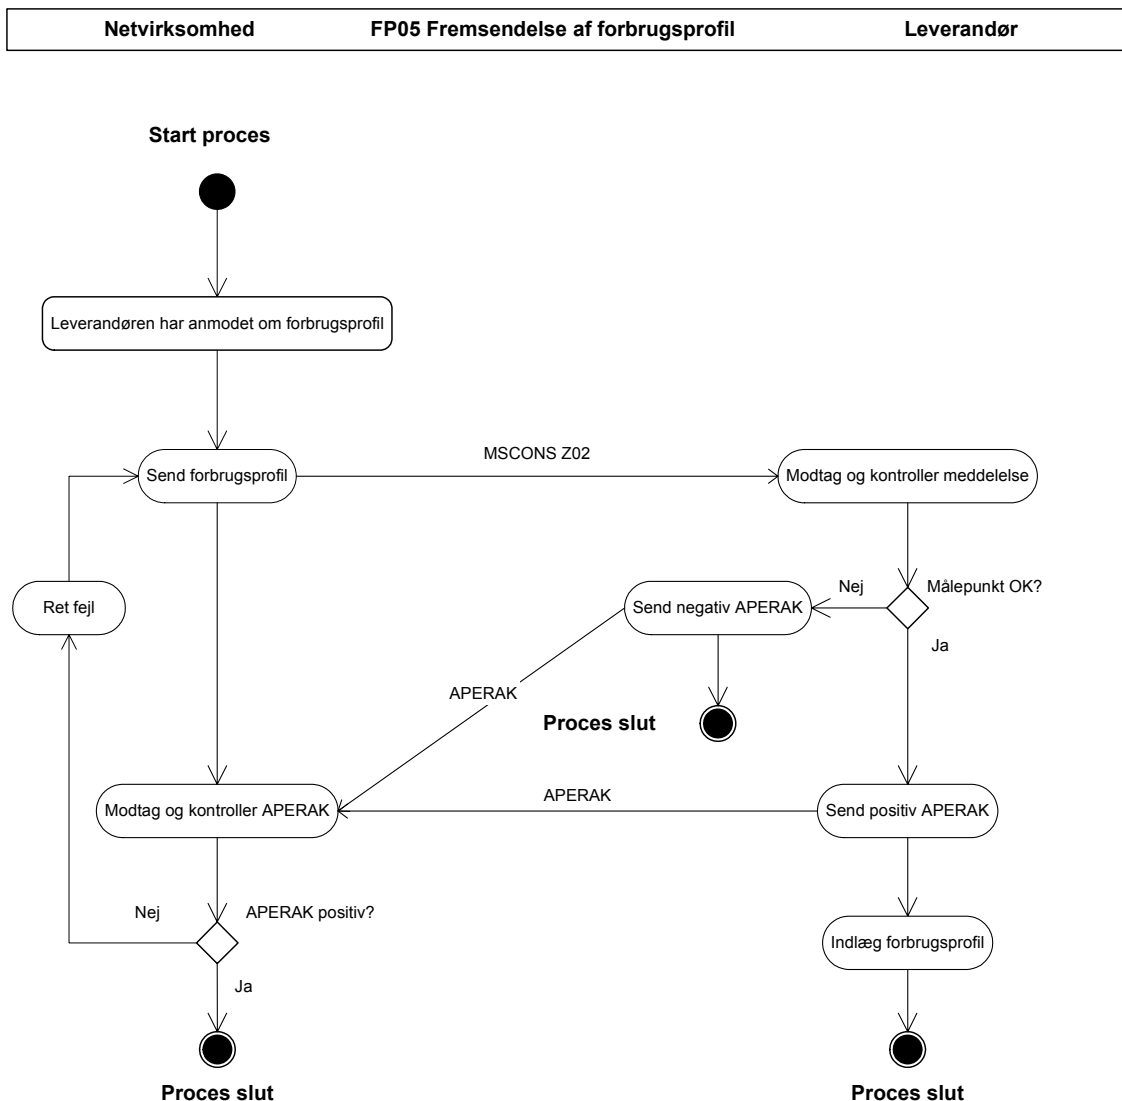 Netvirksomhed
FP05 Fremsendelse af forbrugsprofil
Leverandør
Start proces
Leverandøren har anmodet om forbrugsprofil
MSCONS Z02
Send forbrugsprofil
Modtag og kontroller meddelelse
Nej
Målepunkt OK?
Ret fejl
Send negativ APERAK
Ja
APERAK
Proces slut
APERAK
Modtag og kontroller APERAK
Send positiv APERAK
Nej
APERAK positiv?
Indlæg forbrugsprofil
Ja
Proces slut
Proces slut